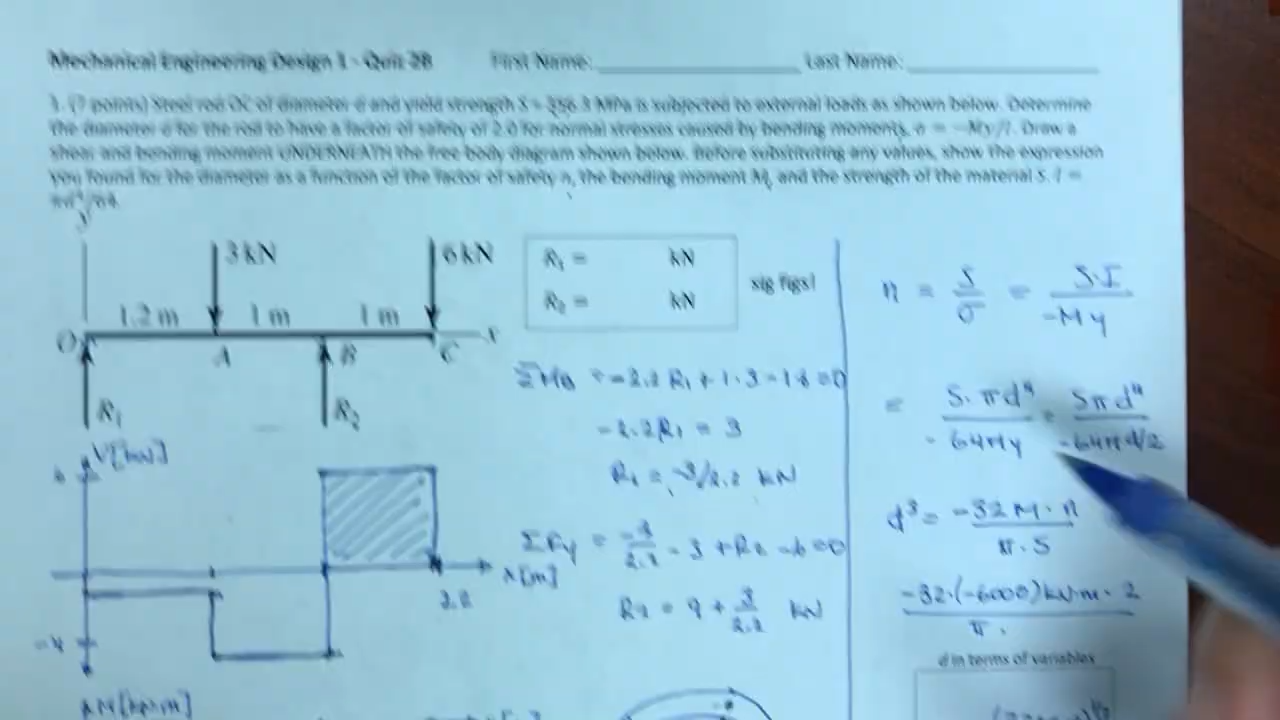 Mechanical Engineering Design 1 - Quiz 2B First Name: Last Name:
1. (7 points) Steel rod OC of diameter d and yield strength S = 356.3 MPa is subjected to external loads as shown below. Determine
the diameter d for the rod to have a factor of safety of 2.0 for normal stresses caused by bending moments, σ = −My/I. Draw a
shear and bending moment UNDERNEATH the free body diagram shown below. Before substituting any values, show the expression
you found for the diameter as a function of the factor of safety n, the bending moment M, and the strength of the material S. I =
πd⁴/64.
y
3 kN
6 kN
1.2 m 1 m 1 m
O A B C x
R₁ R₂
R₁ = kN
R₂ = kN
sig figs!
ΣMB = -2.2 R₁ + 1·3 - 1·6 = 0
-2.2R₁ = 3
R₁ = -3/2.2 kN
ΣFy = -3/2.2 - 3 + R₂ - 6 = 0
R₂ = 9 + 3/2.2 kN
V[kN]
6
-4
x[m]
M[kN·m]
n = S/σ = S·I/-My
= S·πd⁴/-64My = Sπd⁴/-64Md/2
d³ = -32M·n/π·S
-32·(-6000)kN·m·2
π·
d in terms of variables